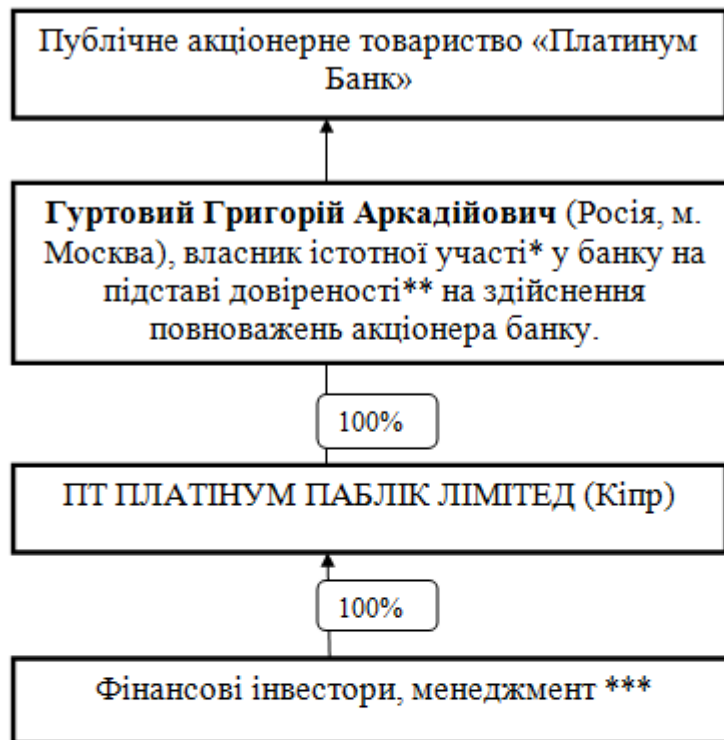 Публічне акціонерне товариство «Платинум
Банк»
Гуртовий Григорій Аркадійович (Росія, м.
Москва), власник істотної участі* у банку на
підставі довіреності** на здійснення
повноважень акціонера банку.
100%
ПТ ПЛАТІНУМ ПАБЛІК ЛІМІТЕД (Кіпр)
100%
Фінансові інвестори, менеджмент ***